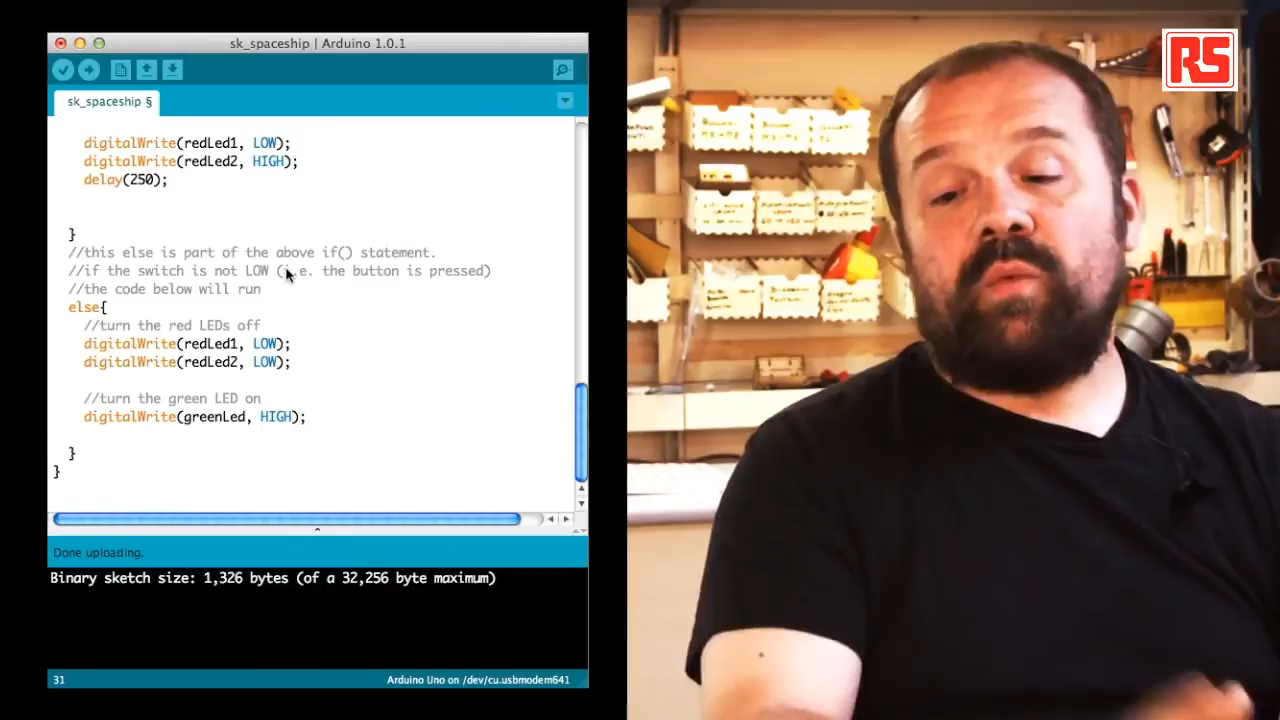 sk_spaceship | Arduino 1.0.1
sk_spaceship §
digitalWrite(redLed1, LOW);
digitalWrite(redLed2, HIGH);
delay(250);
}
//this else is part of the above if() statement.
//if the switch is not LOW (i.e. the button is pressed)
//the code below will run
else{
//turn the red LEDs off
digitalWrite(redLed1, LOW);
digitalWrite(redLed2, LOW);
//turn the green LED on
digitalWrite(greenLed, HIGH);
}
}
Done uploading.
Binary sketch size: 1,326 bytes (of a 32,256 byte maximum)
31
Arduino Uno on /dev/cu.usbmodem641
RS